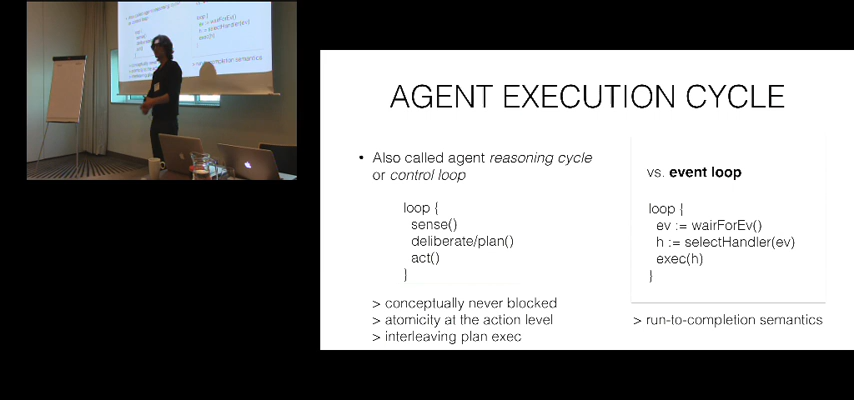 AGENT EXECUTION CYCLE
• Also called agent reasoning cycle
or control loop
loop {
sense()
deliberate/plan()
act()
}
> conceptually never blocked
> atomicity at the action level
> interleaving plan exec
vs. event loop
loop {
ev := wairForEv()
h := selectHandler(ev)
exec(h)
}
> run-to-completion semantics